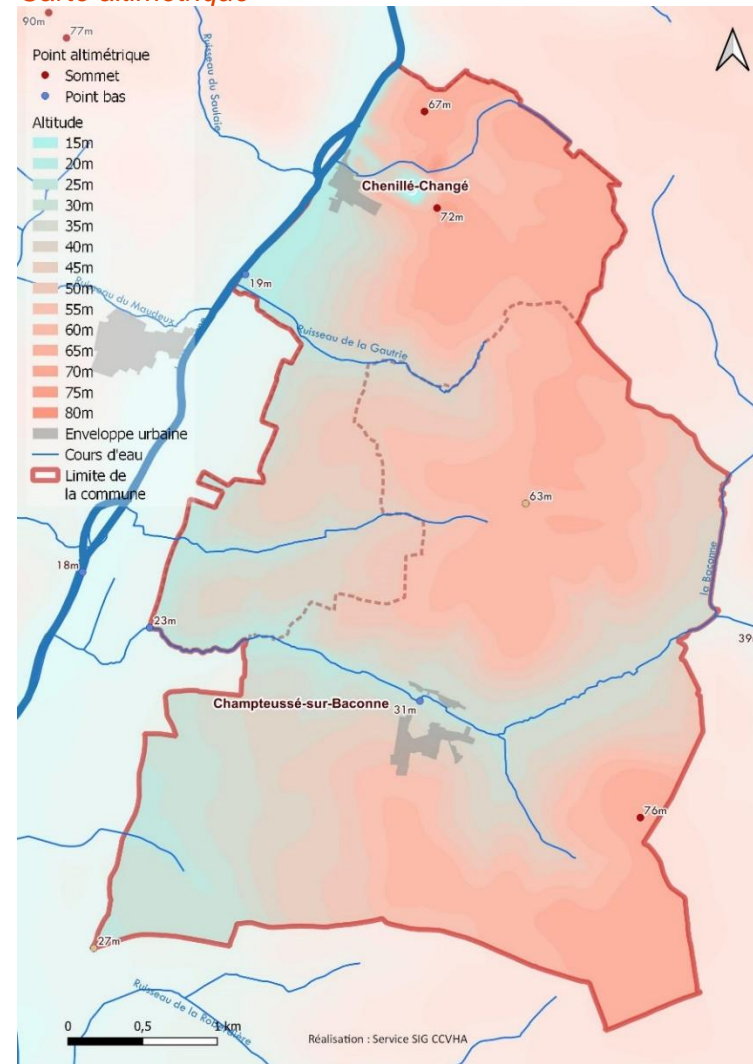 Carte altimétrique
90m
77m
Point altimétrique
Sommet
Point bas
Altitude
15m
20m
25m
30m
35m
40m
45m
50m
55m
60m
65m
70m
75m
80m
Enveloppe urbaine
Cours d'eau
Limite de
la commune
Ruisseau du Saulaie
67m
Chenillé-Changé
72m
19m
Ruisseau du Maudeux
Ruisseau de la Gautrie
63m
18m
la Baconne
23m
39m
Champteussé-sur-Baconne
31m
76m
27m
Ruisseau de la
0
0,5
1 km
Réalisation : Service SIG CCVHA